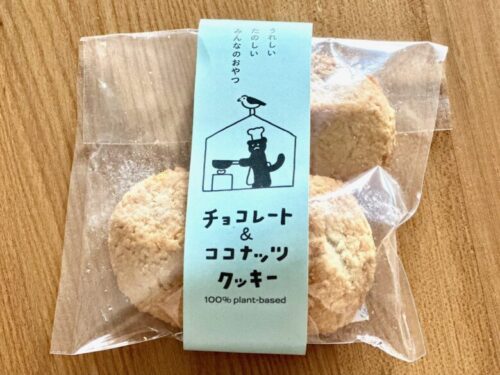 うれしい
たのしい
みんなのおやつ
チョコレート
&
ココナッツ
クッキー
100% plant-based